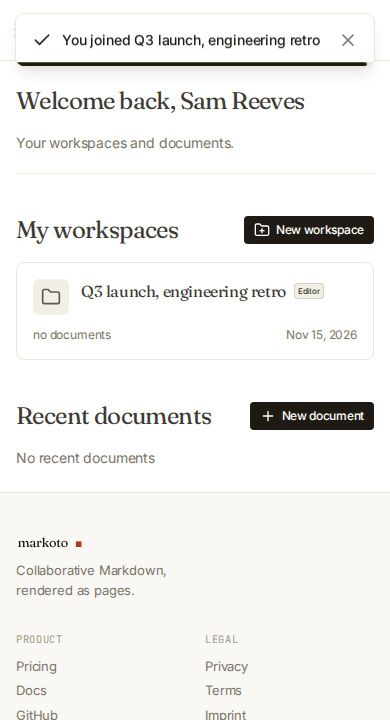 You joined Q3 launch, engineering retro
Welcome back, Sam Reeves
Your workspaces and documents.
My workspaces
New workspace
Q3 launch, engineering retro
Editor
no documents
Nov 15, 2026
Recent documents
New document
No recent documents
markoto
Collaborative Markdown,
rendered as pages.
PRODUCT
LEGAL
Pricing
Privacy
Docs
Terms
GitHub
Imprint